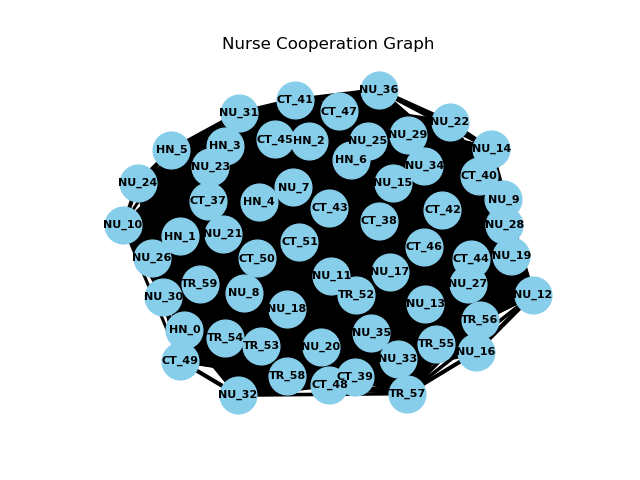 Nurse Cooperation Graph
NU_36
CT_41
CT_47
NU_31
NU_22
NU_29
CT_45
HN_2
NU_25
HN_3
NU_14
HN_5
HN_6
NU_23
NU_34
CT_40
NU_24
NU_15
NU_7
NU_9
CT_37
HN_4
CT_43
CT_42
CT_38
NU_10
NU_28
HN_1
NU_21
CT_51
CT_46
NU_26
CT_50
CT_44
NU_19
NU_17
NU_11
TR_59
NU_27
NU_8
TR_52
NU_12
NU_30
NU_13
NU_18
TR_56
HN_0
NU_35
TR_54
TR_53
NU_20
TR_55
NU_16
NU_33
CT_49
TR_58
CT_39
CT_48
NU_32
TR_57